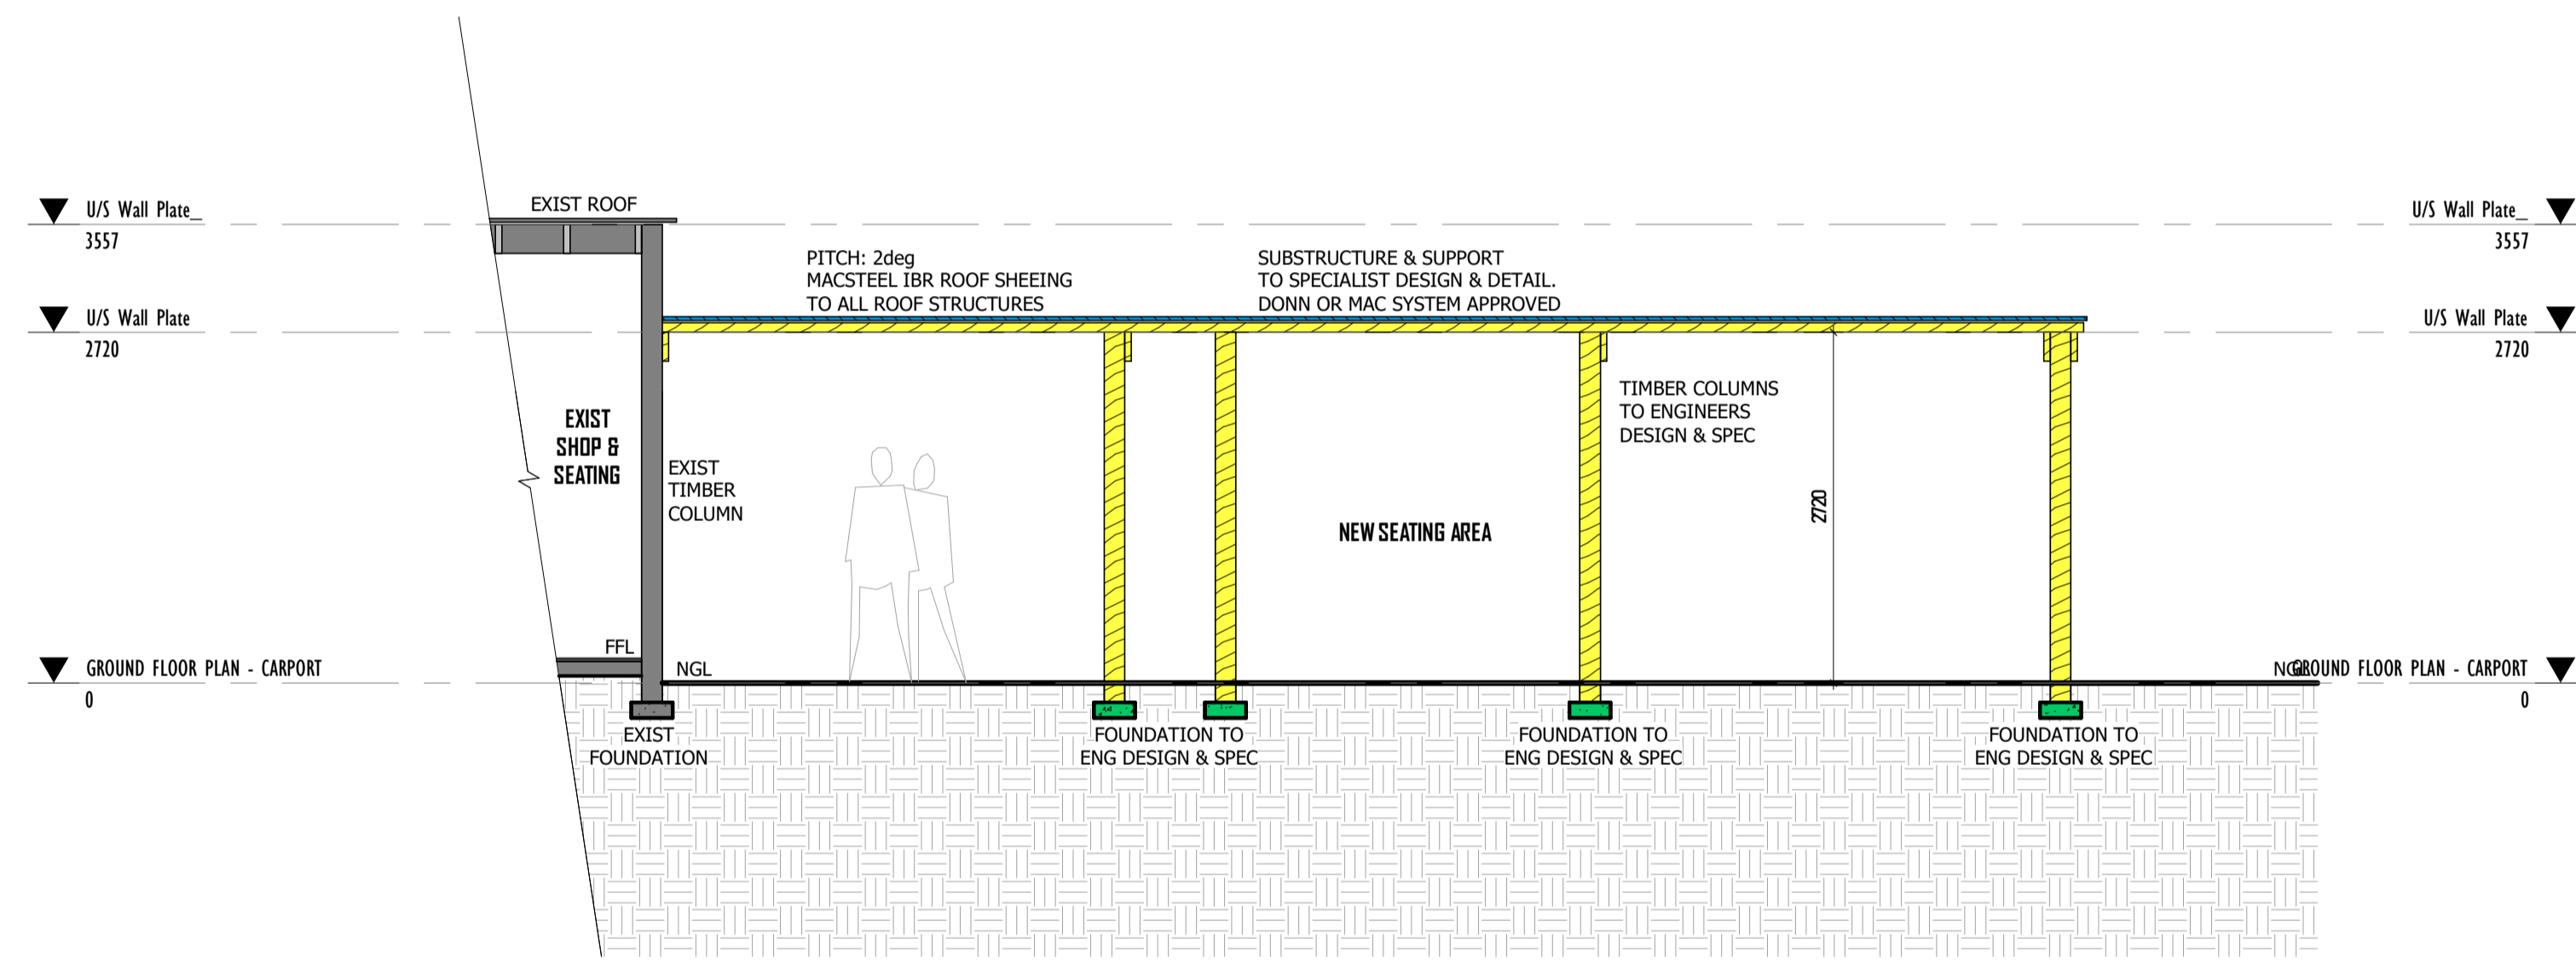 EXIST ROOF
U/S Wall Plate_
3557
U/S Wall Plate_
3557
PITCH: 2deg
MACSTEEL IBR ROOF SHEEING
TO ALL ROOF STRUCTURES
SUBSTRUCTURE & SUPPORT
TO SPECIALIST DESIGN & DETAIL.
DONN OR MAC SYSTEM APPROVED
U/S Wall Plate
2720
U/S Wall Plate
2720
EXIST
SHOP &
SEATING
EXIST
TIMBER
COLUMN
TIMBER COLUMNS
TO ENGINEERS
DESIGN & SPEC
2720
NEW SEATING AREA
FFL
NGL
GROUND FLOOR PLAN - CARPORT
0
NGL
GROUND FLOOR PLAN - CARPORT
0
EXIST
FOUNDATION
FOUNDATION TO
ENG DESIGN & SPEC
FOUNDATION TO
ENG DESIGN & SPEC
FOUNDATION TO
ENG DESIGN & SPEC